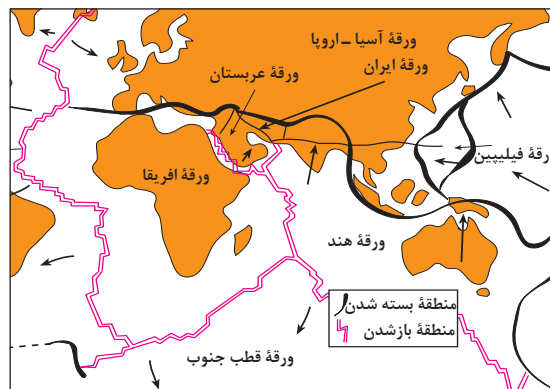 ورقهٔ آسیا ـ اروپا
ورقهٔ ایران
ورقهٔ عربستان
رقهٔ فیلیپین
ورقهٔ افریقا
ورقهٔ هند
منطقهٔ بسته شدن
منطقهٔ بازشدن
ورقهٔ قطب جنوب